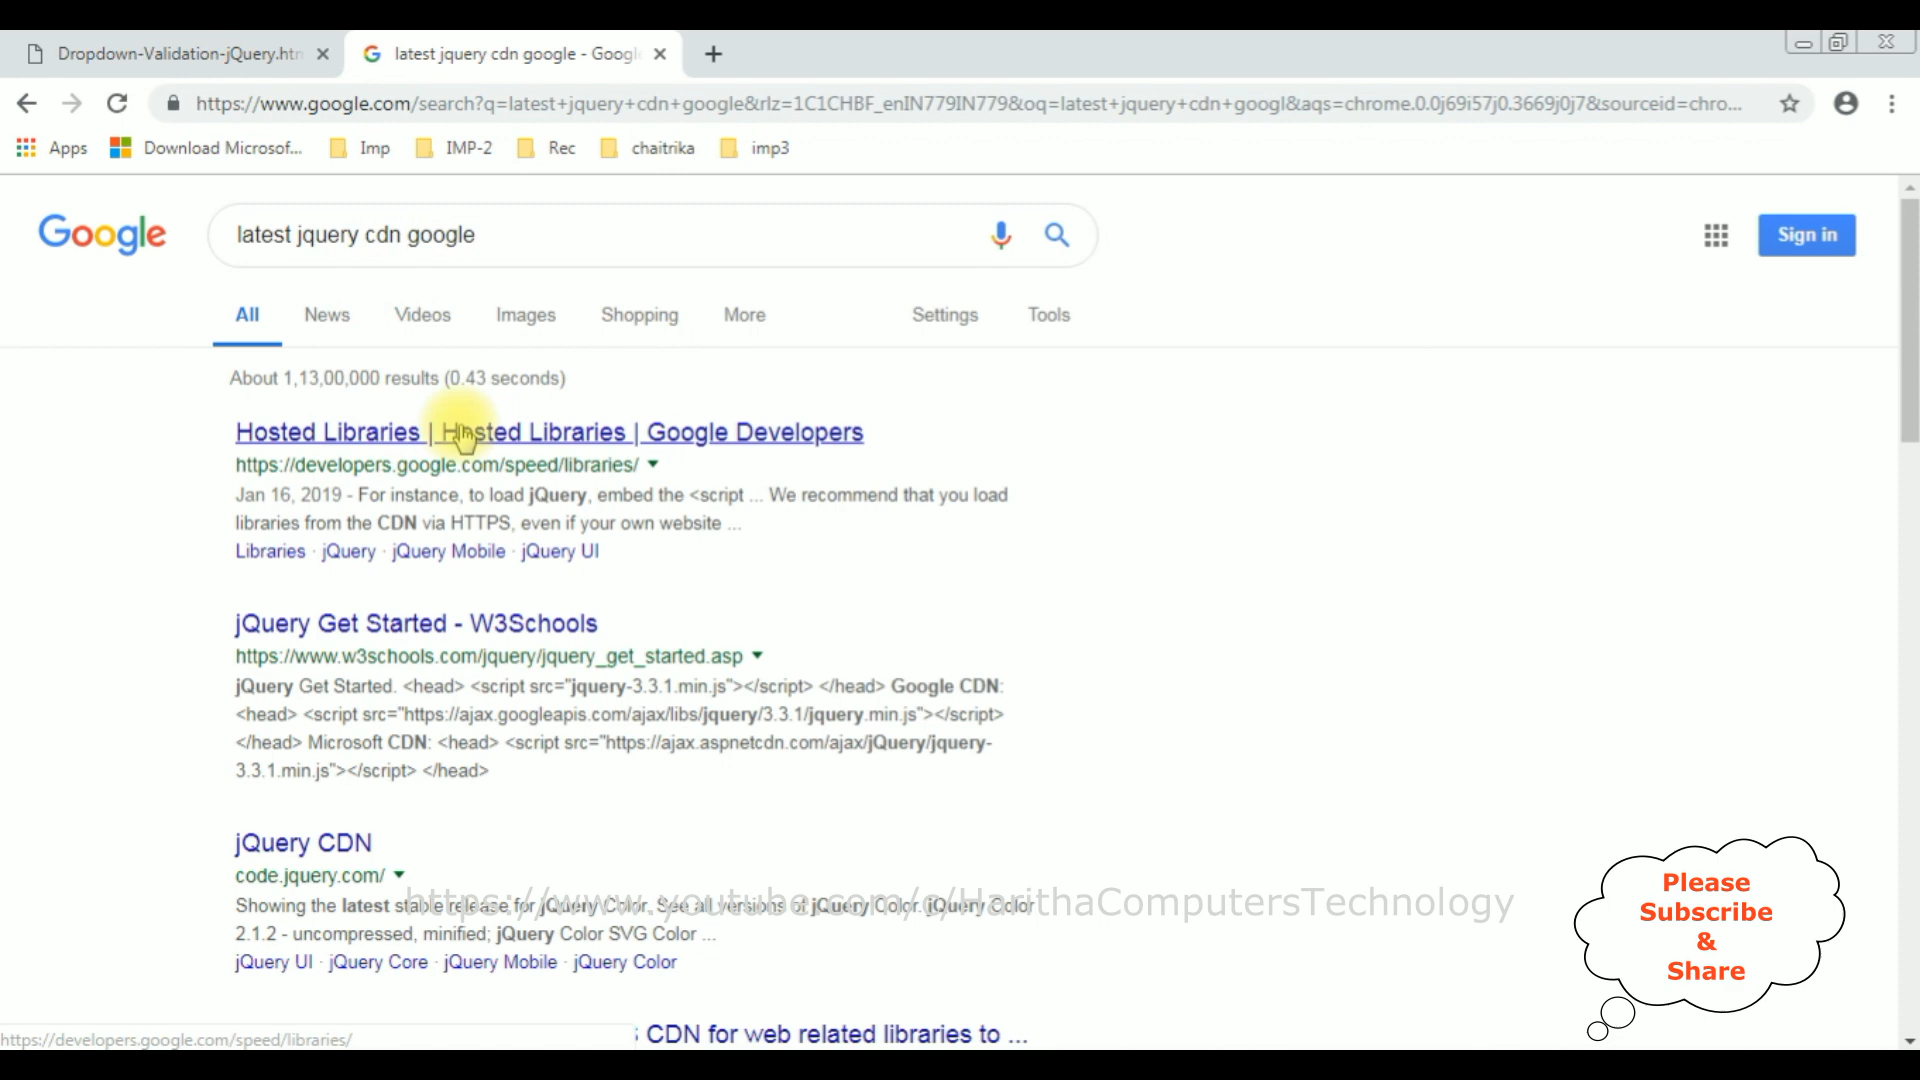 Dropdown-Validation-jQuery.htm
latest jquery cdn google - Googl
https://www.google.com/search?q=latest+jquery+cdn+google&rlz=1C1CHBF_enIN779IN779&oq=latest+jquery+cdn+googl&aqs=chrome.0.0j69i57j0.3669j0j7&sourceid=chro...
Apps Download Microsof... Imp IMP-2 Rec chaitrika imp3
Google
latest jquery cdn google
Sign in
All News Videos Images Shopping More Settings Tools
About 1,13,00,000 results (0.43 seconds)
Hosted Libraries | Hosted Libraries | Google Developers
https://developers.google.com/speed/libraries/
Jan 16, 2019 - For instance, to load jQuery, embed the <script ... We recommend that you load
libraries from the CDN via HTTPS, even if your own website ...
Libraries · jQuery · jQuery Mobile · jQuery UI
jQuery Get Started - W3Schools
https://www.w3schools.com/jquery/jquery_get_started.asp
jQuery Get Started. <head> <script src="jquery-3.3.1.min.js"></script> </head> Google CDN:
<head> <script src="https://ajax.googleapis.com/ajax/libs/jquery/3.3.1/jquery.min.js"></script>
</head> Microsoft CDN: <head> <script src="https://ajax.aspnetcdn.com/ajax/jQuery/jquery-
3.3.1.min.js"></script> </head>
jQuery CDN
code.jquery.com/
https://www.youtube.com/c/HarithaComputersTechnology
Showing the latest stable release for jQuery Color. See all versions of jQuery Color. jQuery Color
2.1.2 - uncompressed, minified; jQuery Color SVG Color ...
jQuery UI · jQuery Core · jQuery Mobile · jQuery Color
Please
Subscribe
&
Share
CDN for web related libraries to ...
https://developers.google.com/speed/libraries/